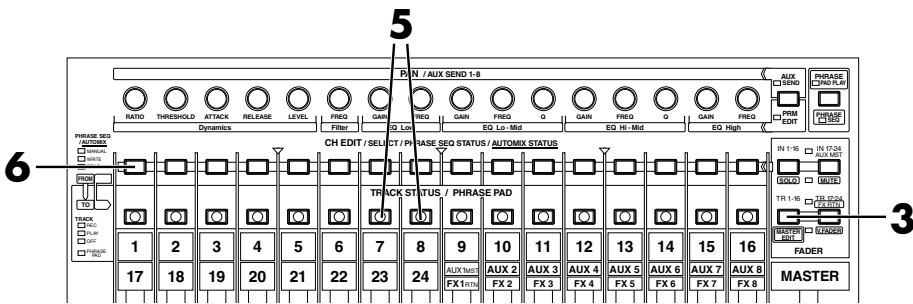 5
PAN / AUX SEND 1-8
AUX SEND
PRM EDIT
PHRASE PAD PLAY
PHRASE SEQ
RATIO THRESHOLD ATTACK RELEASE LEVEL FREQ GAIN FREQ GAIN FREQ Q GAIN FREQ Q GAIN FREQ
Dynamics Filter EQ Low EQ Lo-Mid EQ Hi-Mid EQ High
CH EDIT / SELECT / PHRASE SEQ STATUS / AUTOMIX STATUS
PHRASE SEQ
/AUTOMIX
MANUAL
WRITE
6
FROM
TO
IN 1-16 IN 17-24
AUX MST
SOLO MUTE
TRACK STATUS / PHRASE PAD
TR 1-16 TR 17-24
FX RTN
3
MASTER EDIT V.FADER
FADER
TRACK
REC
PLAY
OFF
PHRASE PAD
1 2 3 4 5 6 7 8 9 10 11 12 13 14 15 16
17 18 19 20 21 22 23 24 AUX1MST AUX 2 AUX 3 AUX 4 AUX 5 AUX 6 AUX 7 AUX 8
FX1RTN FX 2 FX 3 FX 4 FX 5 FX 6 FX 7 FX 8
MASTER